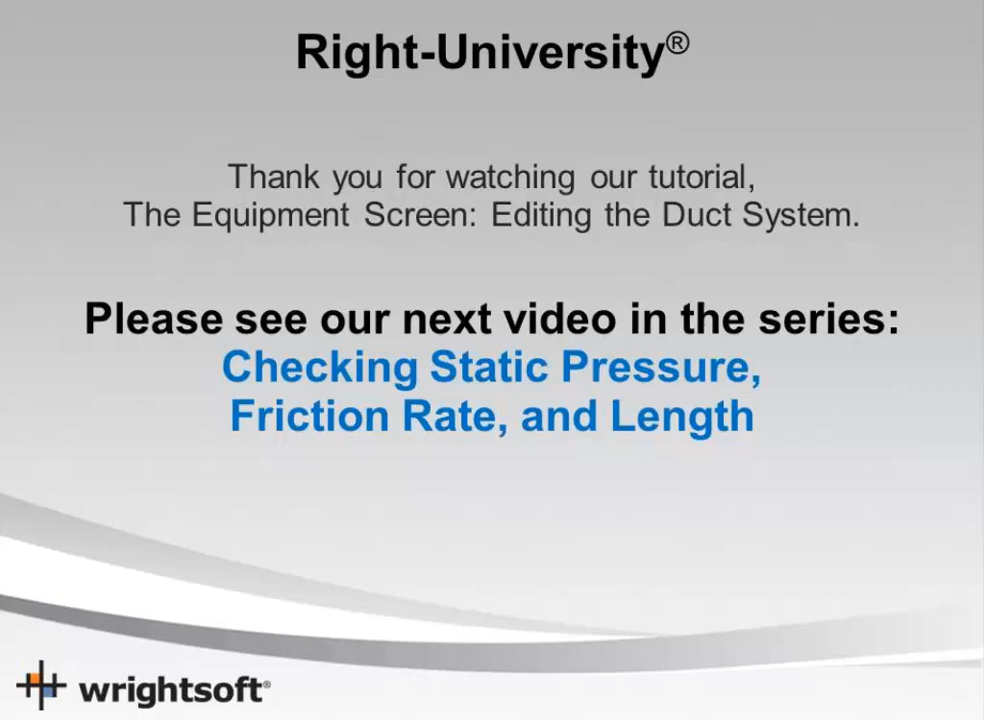 Right-University®
Thank you for watching our tutorial,
The Equipment Screen: Editing the Duct System.
Please see our next video in the series:
Checking Static Pressure,
Friction Rate, and Length
wrightsoft®